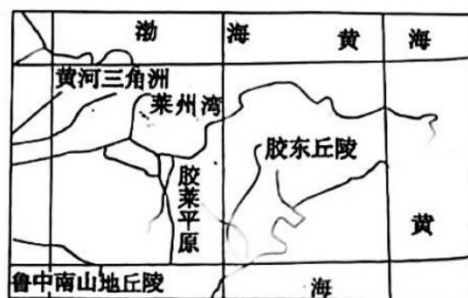 渤海
黄海
黄河三角洲
莱州湾
胶东丘陵
胶莱平原
黄
海
鲁中南山地丘陵